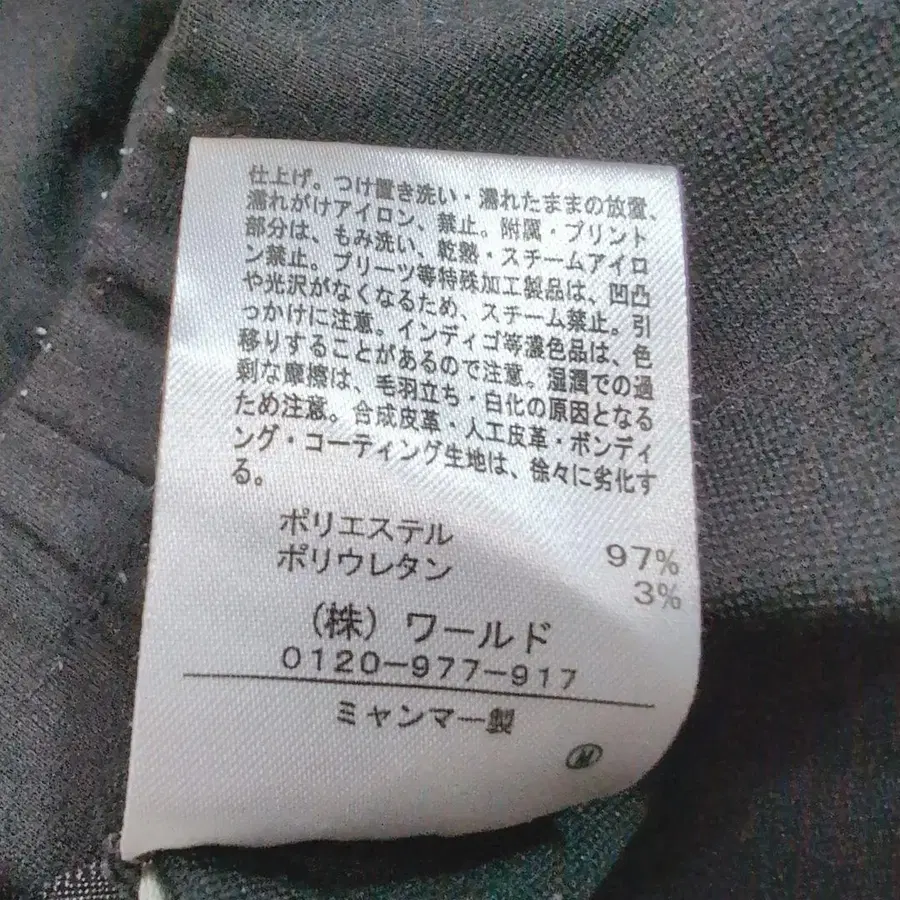 仕上げ。つけ置き洗い・濡れたままの放置、
濡れがけアイロン、禁止。附属・プリント
部分は、もみ洗い、乾熱・スチームアイロ
ン禁止。プリーツ等特殊加工製品は、凹凸
や光沢がなくなるため、スチーム禁止。引
っかけに注意。インディゴ等濃色品は、色
移りすることがあるので注意。湿潤での過
剰な摩擦は、毛羽立ち・白化の原因となる
ため注意。合成皮革・人工皮革・ボンディ
ング・コーティング生地は、徐々に劣化す
る。
ポリエステル 97%
ポリウレタン 3%
(株)ワールド
0120-977-917
ミャンマー製
M